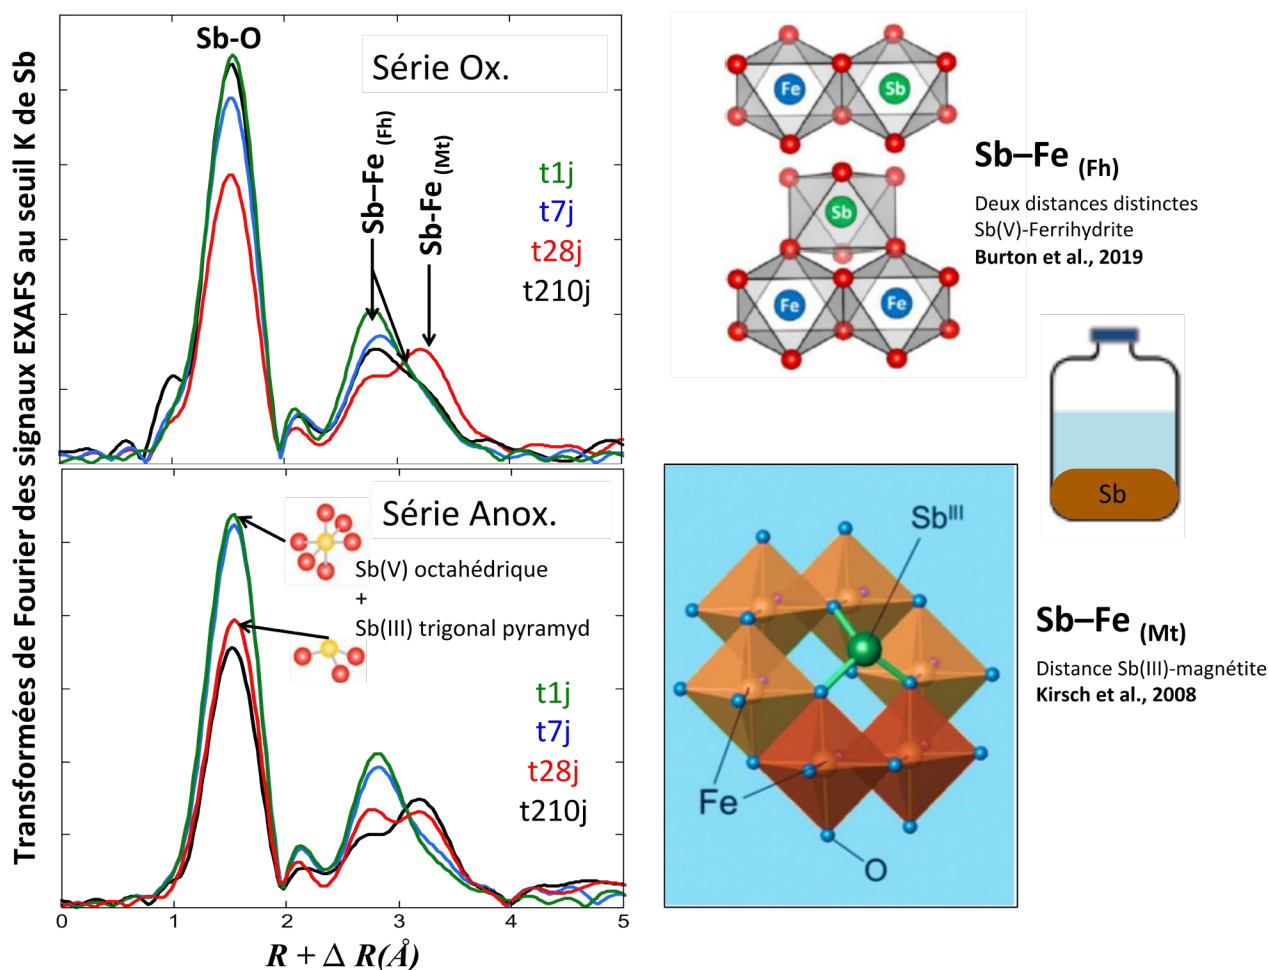 Transformées de Fourier des signaux EXAFS au seuil K de Sb
Sb-O
Série Ox.
Sb–Fe (Fh)
Sb-Fe (Mt)
t1j
t7j
t28j
t210j
Série Anox.
Sb(V) octahédrique
+
Sb(III) trigonal pyramyd
t1j
t7j
t28j
t210j
0 1 2 3 4 5
R + Δ R(Å)
Fe Sb
Sb
Fe Fe
Sb–Fe (Fh)
Deux distances distinctes
Sb(V)-Ferrihydrite
Burton et al., 2019
Sb
Sb^III
Fe
O
Sb–Fe (Mt)
Distance Sb(III)-magnétite
Kirsch et al., 2008